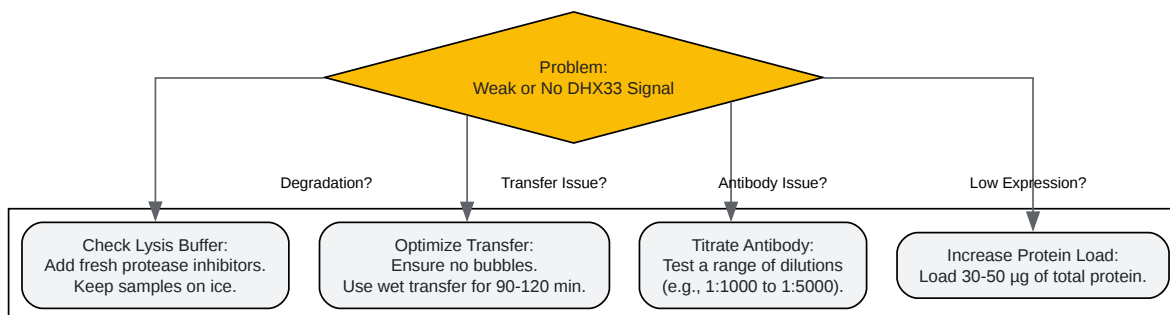 Problem:
Weak or No DHX33 Signal
Degradation?
Transfer Issue?
Antibody Issue?
Low Expression?
Check Lysis Buffer:
Add fresh protease inhibitors.
Keep samples on ice.
Optimize Transfer:
Ensure no bubbles.
Use wet transfer for 90-120 min.
Titrate Antibody:
Test a range of dilutions
(e.g., 1:1000 to 1:5000).
Increase Protein Load:
Load 30-50 µg of total protein.